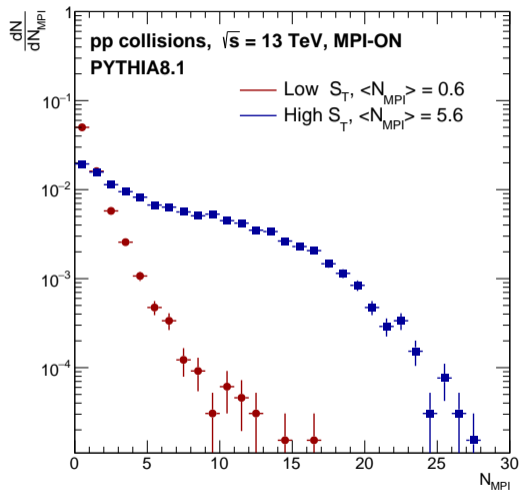 dN
dN_MPI
pp collisions, √s = 13 TeV, MPI-ON
PYTHIA8.1
Low S_T, <N_MPI> = 0.6
High S_T, <N_MPI> = 5.6
1
10^−1
10^−2
10^−3
10^−4
0 5 10 15 20 25 30
N_MPI